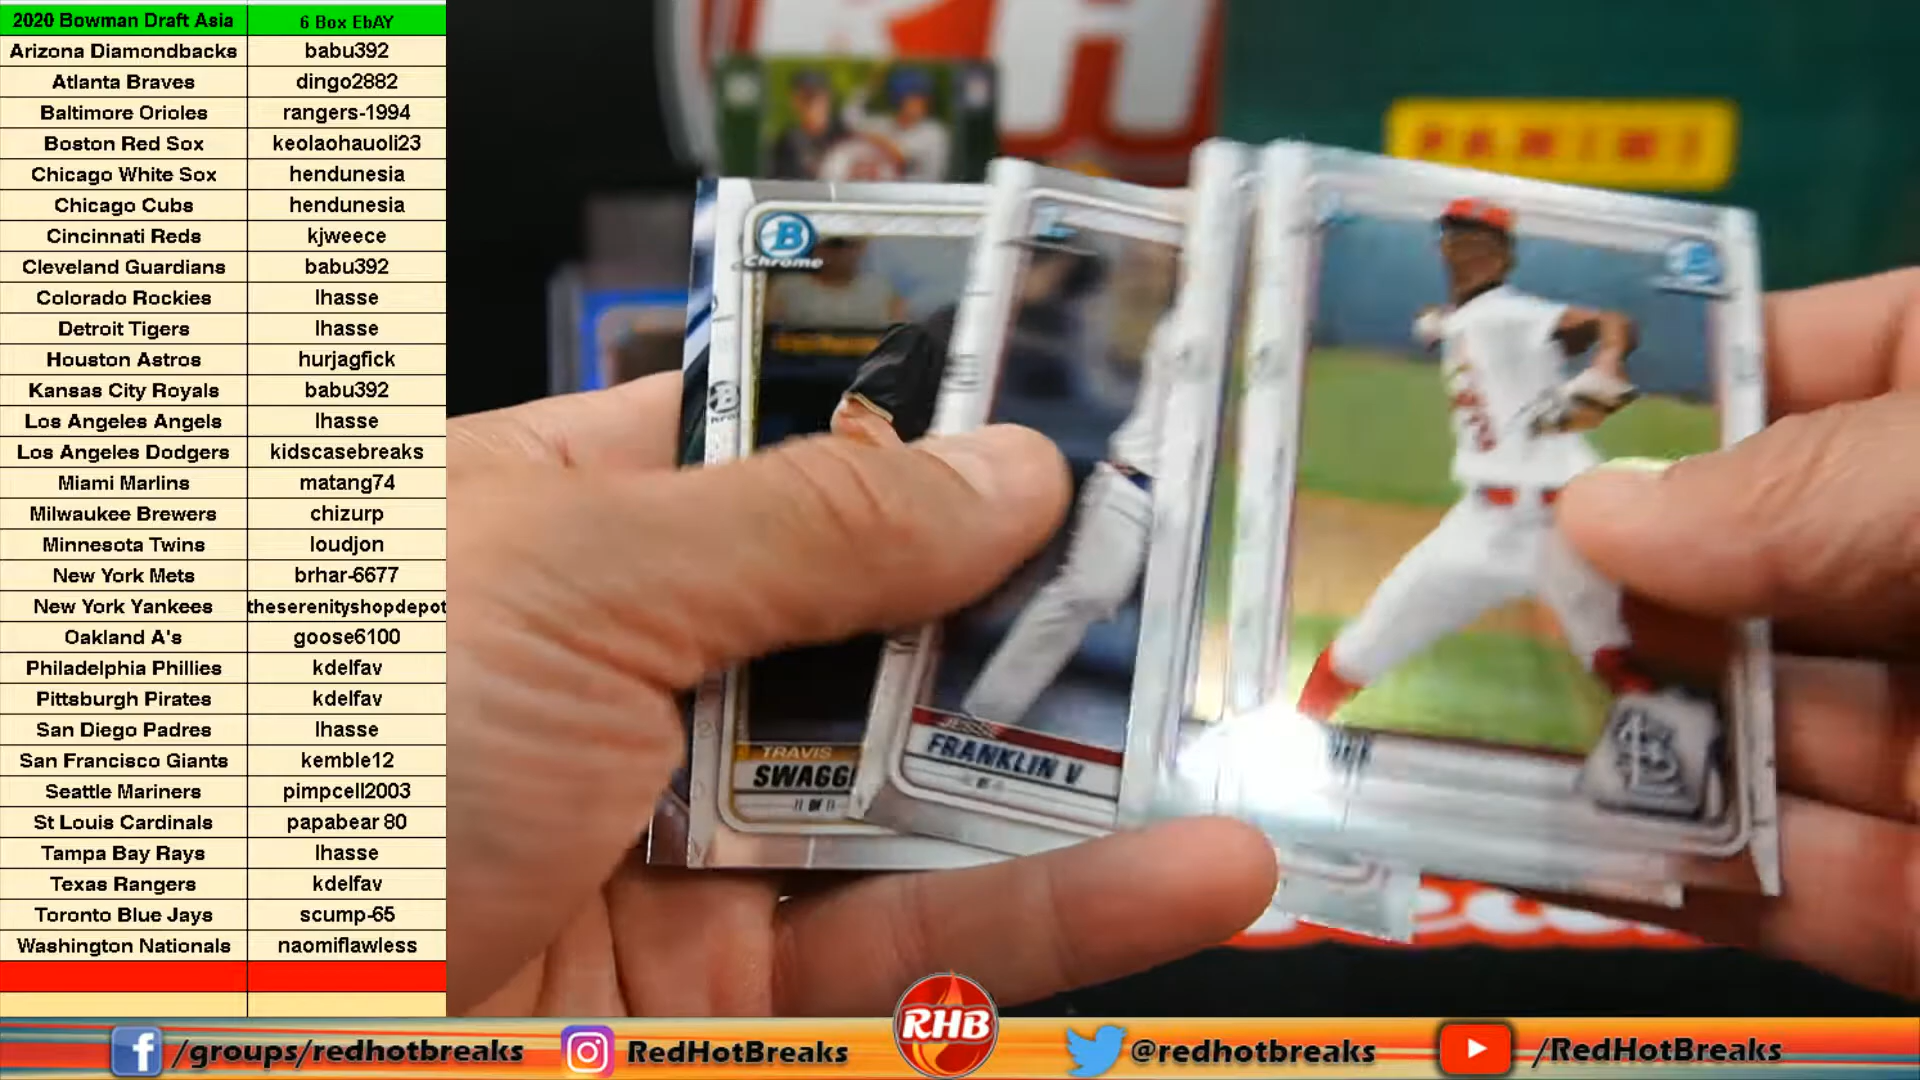 2020 Bowman Draft Asia 6 Box EbAY
Arizona Diamondbacks babu392
Atlanta Braves dingo2882
Baltimore Orioles rangers-1994
Boston Red Sox keolaohauoli23
Chicago White Sox hendunesia
Chicago Cubs hendunesia
Cincinnati Reds kjweece
Cleveland Guardians babu392
Colorado Rockies lhasse
Detroit Tigers lhasse
Houston Astros hurjagfick
Kansas City Royals babu392
Los Angeles Angels lhasse
Los Angeles Dodgers kidscasebreaks
Miami Marlins matang74
Milwaukee Brewers chizurp
Minnesota Twins loudjon
New York Mets brhar-6677
New York Yankees theserenityshopdepot
Oakland A's goose6100
Philadelphia Phillies kdelfav
Pittsburgh Pirates kdelfav
San Diego Padres lhasse
San Francisco Giants kemble12
Seattle Mariners pimpcell2003
St Louis Cardinals papabear 80
Tampa Bay Rays lhasse
Texas Rangers kdelfav
Toronto Blue Jays scump-65
Washington Nationals naomiflawless
PANINI
B
Chrome
1st
B
TRAVIS
SWAGG
FRANKLIN V
/groups/redhotbreaks
RedHotBreaks
RHB
@redhotbreaks
/RedHotBreaks